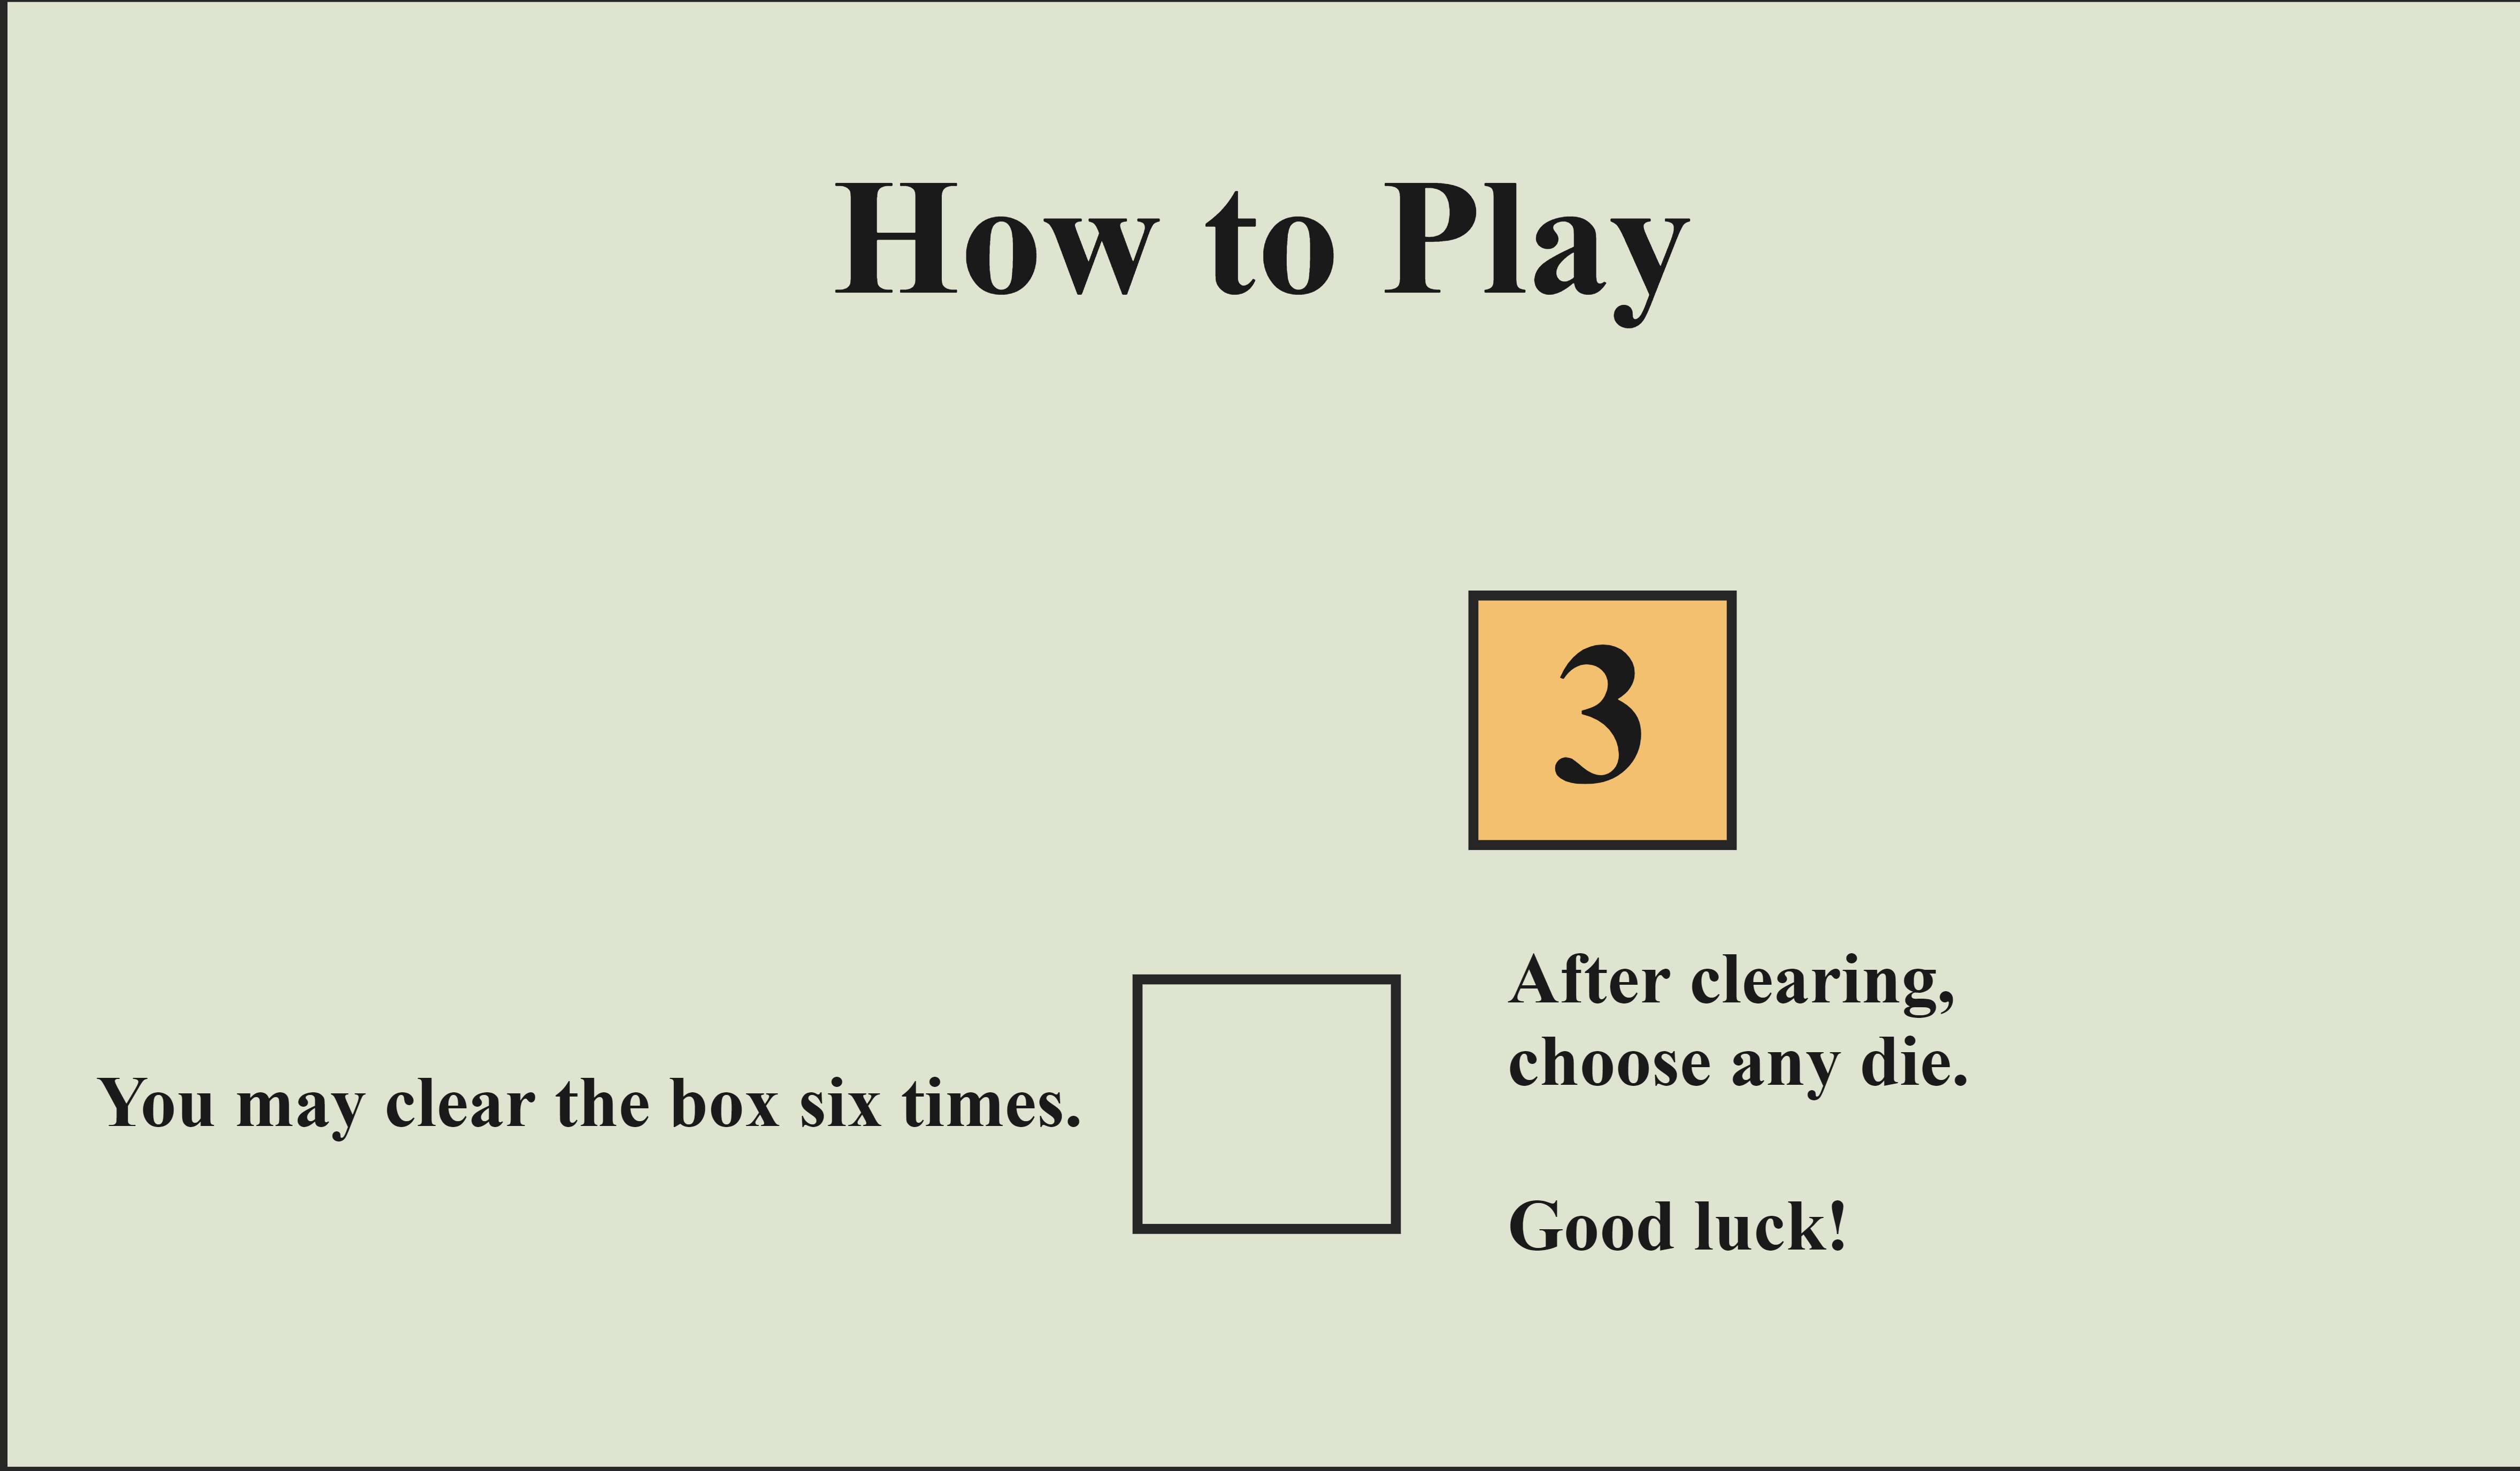 How to Play
3
You may clear the box six times.
After clearing,
choose any die.
Good luck!